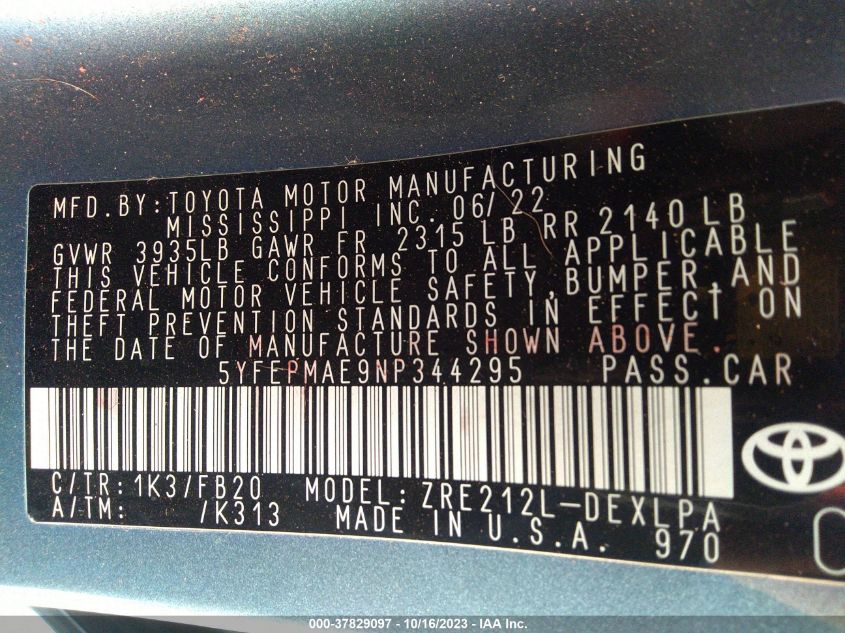 MFD.BY:TOYOTA MOTOR MANUFACTURING
MISSISSIPPI INC. 06/22
GVWR 3935LB GAWR FR 2315 LB RR 2140LB
THIS VEHICLE CONFORMS TO ALL APPLICABLE
FEDERAL MOTOR VEHICLE SAFETY,BUMPER,AND
THEFT PREVENTION STANDARDS IN EFFECT ON
THE DATE OF MANUFACTURE SHOWN ABOVE.
5YFEPMAE9NP344295 PASS.CAR
C/TR:1K3/FB20 MODEL:ZRE212L-DEXLPA
A/TM: /K313 MADE IN U.S.A. 970
000-37829097 - 10/16/2023 - IAA Inc.